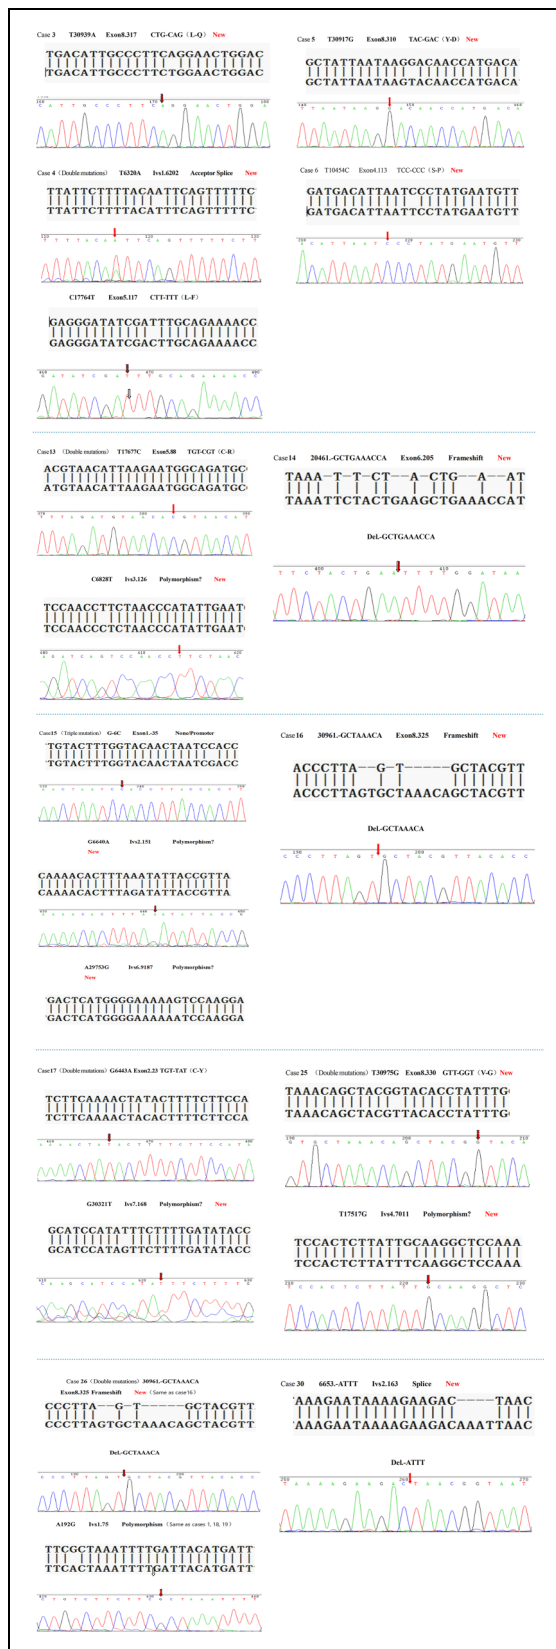 Case 3 T30939A Exon8.317 CTG-CAG (L-Q) New
TGACATTGCCCTTCAGGAACTGGAC
TGACATTGCCCTTCTGGAACTGGAC
Case 5 T30917G Exon8.310 TAC-GAC (Y-D) New
GCTATTAATAAGGACAACCATGACA
GCTATTAATAAGTACAACCATGACA
Case 4 (Double mutations) T6320A Ivs1.6202 Acceptor Splice New
TTATTCTTTTACAATTCAGTTTTTC
TTATTCTTTTACATTTCAGTTTTTC
Case 6 T10454C Exon4.113 TCC-CCC (S-P) New
GATGACATTAATCCCTATGAATGTT
GATGACATTAATTCCTATGAATGTT
C17764T Exon5.117 CTT-TTT (L-F)
GAGGGATATCGATTTGCAGAAAACC
GAGGGATATCGACTTGCAGAAAACC
Case13 (Double mutations) T17677C Exon5.88 TGT-CGT (C-R) New
ACGTAACATTAAGAATGGCAGATGC
ATGTAACATTAAGAATGGCAGATGC
Case14 20461.-GCTGAAACCA Exon6.205 Frameshift New
TAAA-T-T-CT--A-CTG--A--AT
TAAATTCTACTGAAGCTGAAACCAT
Del.-GCTGAAACCA
C6828T Ivs3.126 Polymorphism? New
TCCAACCTTCTAACCCATATTGAAT
TCCAACCCTCTAACCCATATTGAAT
Case15 (Triple mutation) G-6C Exon1.-35 None/Promoter
TGTACTTTGGTACAACTAATCCACC
TGTACTTTGGTACAACTAATCGACC
Case16 30961.-GCTAAACA Exon8.325 Frameshift New
ACCCTTA--G-T-----GCTACGTT
ACCCTTAGTGCTAAACAGCTACGTT
Del.-GCTAAACA
G6640A Ivs2.151 Polymorphism?
New
CAAAACACTTTAAATATTACCGTTA
CAAAACACTTTAGATATTACCGTTA
A29753G Ivs6.9187 Polymorphism?
New
GACTCATGGGGAAAAAGTCCAAGGA
GACTCATGGGGAAAAAATCCAAGGA
Case17 (Double mutations) G6443A Exon2.23 TGT-TAT (C-Y)
TCTTCAAAACTATACTTTTCTTCCA
TCTTCAAAACTACACTTTTCTTCCA
Case 25 (Double mutations) T30975G Exon8.330 GTT-GGT (V-G) New
TAAACAGCTACGGTACACCTATTTG
TAAACAGCTACGTTACACCTATTTG
G30321T Ivs7.168 Polymorphism? New
GCATCCATATTTCTTTTGATATACC
GCATCCATAGTTCTTTTGATATACC
T17517G Ivs4.7011 Polymorphism? New
TCCACTCTTATTGCAAGGCTCCAAA
TCCACTCTTATTTCAAGGCTCCAAA
Case 26 (Double mutations) 30961.-GCTAAACA
Exon8.325 Frameshift New (Same as case16)
CCCTTA--G-T-----GCTACGTT
CCCTTAGTGCTAAACAGCTACGTT
Del.-GCTAAACA
Case 30 6653.-ATTT Ivs2.163 Splice New
AAAGAATAAAAGAAGAC----TAAC
AAAGAATAAAAGAAGACAAATTAAC
Del.-ATTT
A192G Ivs1.75 Polymorphism (Same as cases 1, 18, 19)
TTCGCTAAATTTTGATTACATGATT
TTCACTAAATTTTGATTACATGATT